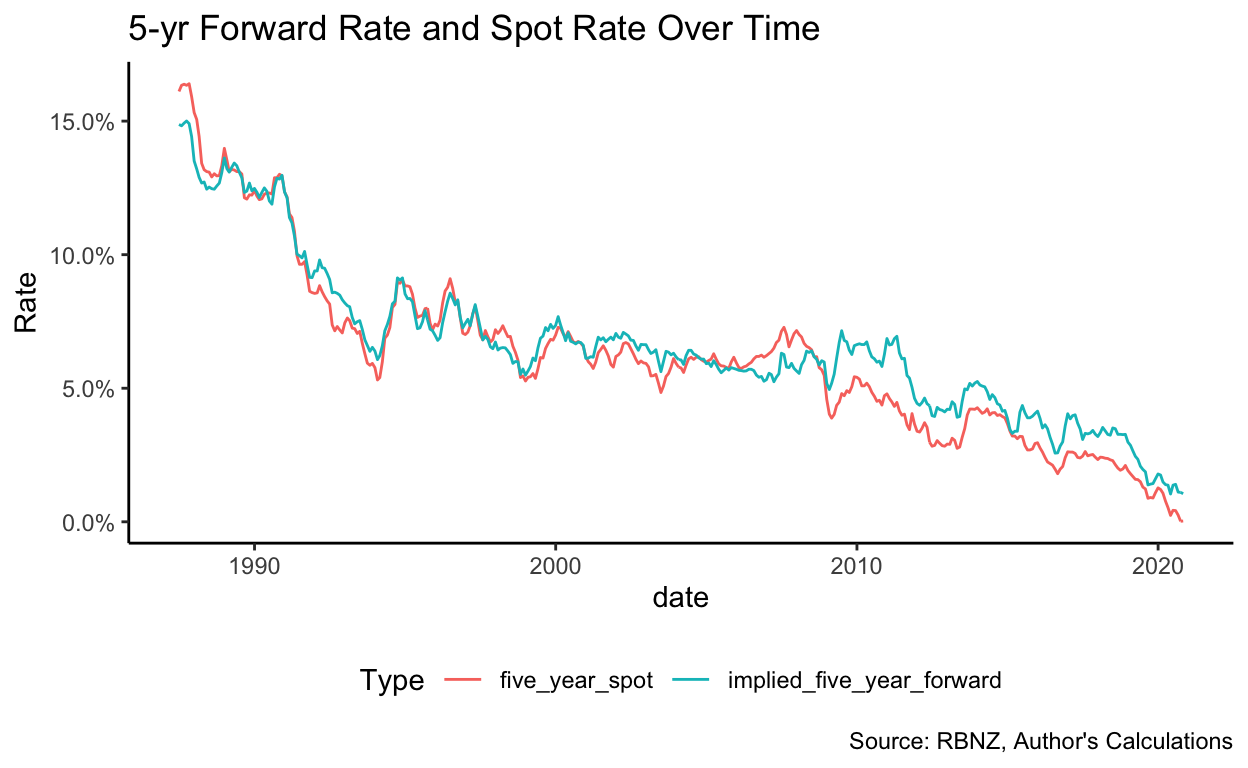 5-yr Forward Rate and Spot Rate Over Time
Rate
15.0%
10.0%
5.0%
0.0%
1990 2000 2010 2020
date
Type five_year_spot implied_five_year_forward
Source: RBNZ, Author's Calculations